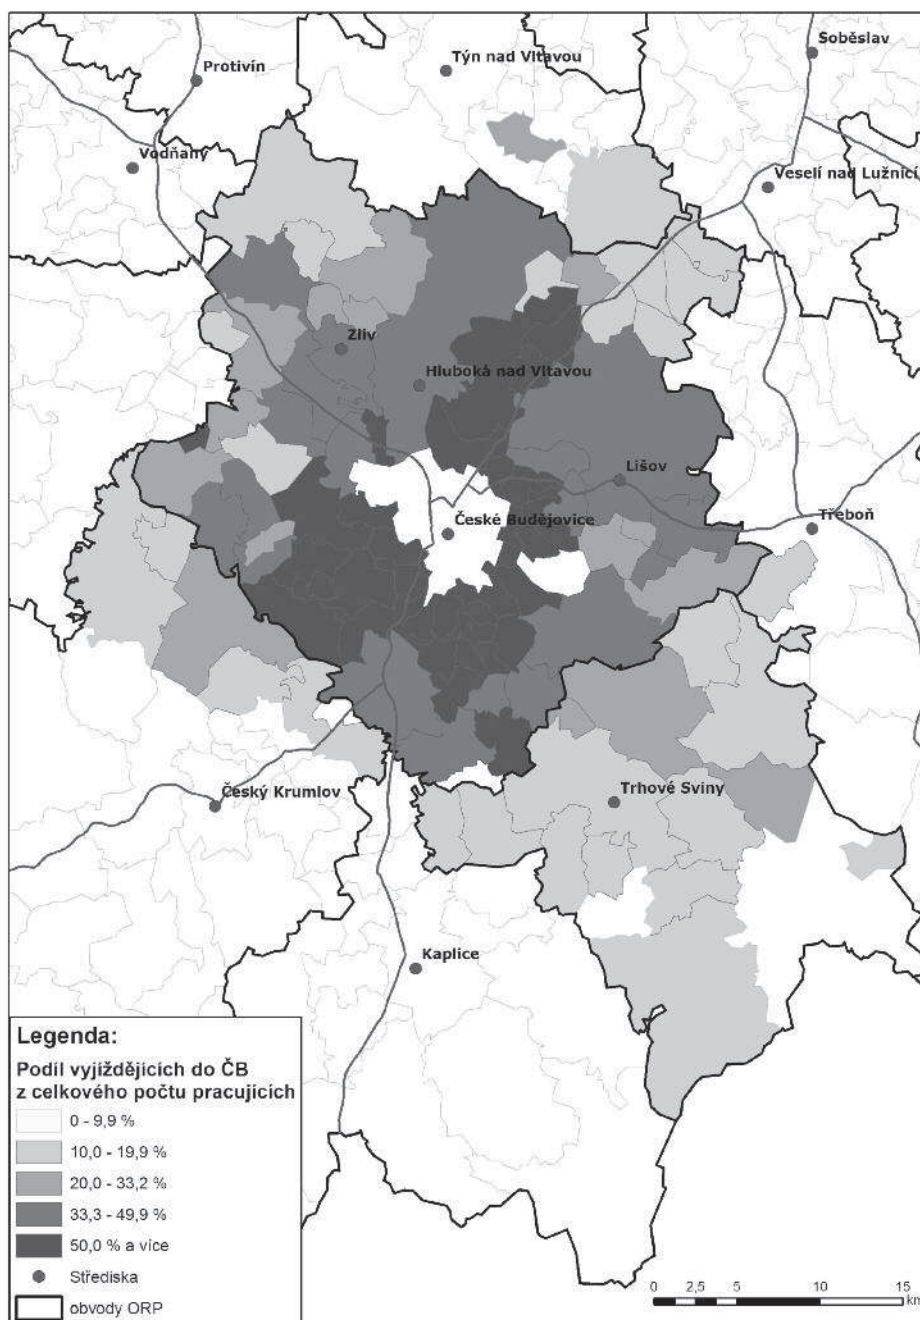 Soběslav
Týn nad Vltavou
Protivín
Vodňany
Veselí nad Lužnicí
Zliv
Hluboká nad Vltavou
Lišov
České Budějovice
Třeboň
Trhové Sviny
Český Krumlov
Kaplice
Legenda:
Podíl vyjíždějících do ČB
z celkového počtu pracujících
0 - 9,9 %
10,0 - 19,9 %
20,0 - 33,2 %
33,3 - 49,9 %
50,0 % a více
Střediska
obvody ORP
0 2,5 5 10 15
km